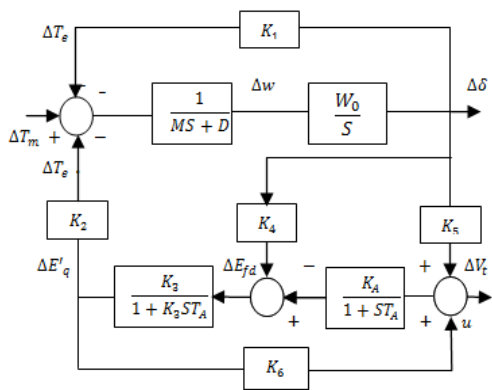 ΔT_e
K_1
-
-
1
MS + D
Δw
W_0
S
Δδ
ΔT_m +
-
ΔT_e
K_2
K_4
K_5
ΔE'_q
K_3
1 + K_3ST_A
ΔE_fd
-
+
K_A
1 + ST_A
+
+
ΔV_t
u
K_6